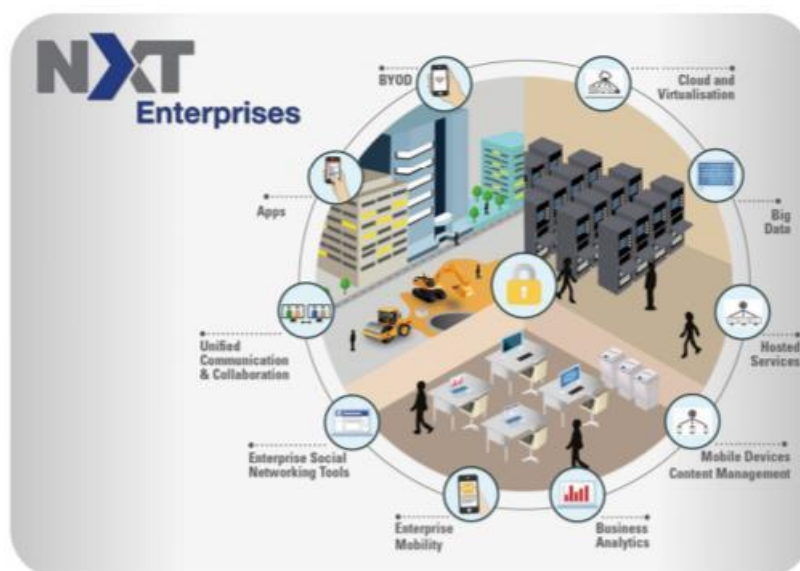 NXT
Enterprises
BYOD
Cloud and
Virtualisation
Apps
Big
Data
Unified
Communication
& Collaboration
Hosted
Services
Enterprise Social
Networking Tools
Mobile Devices
Content Management
Enterprise
Mobility
Business
Analytics